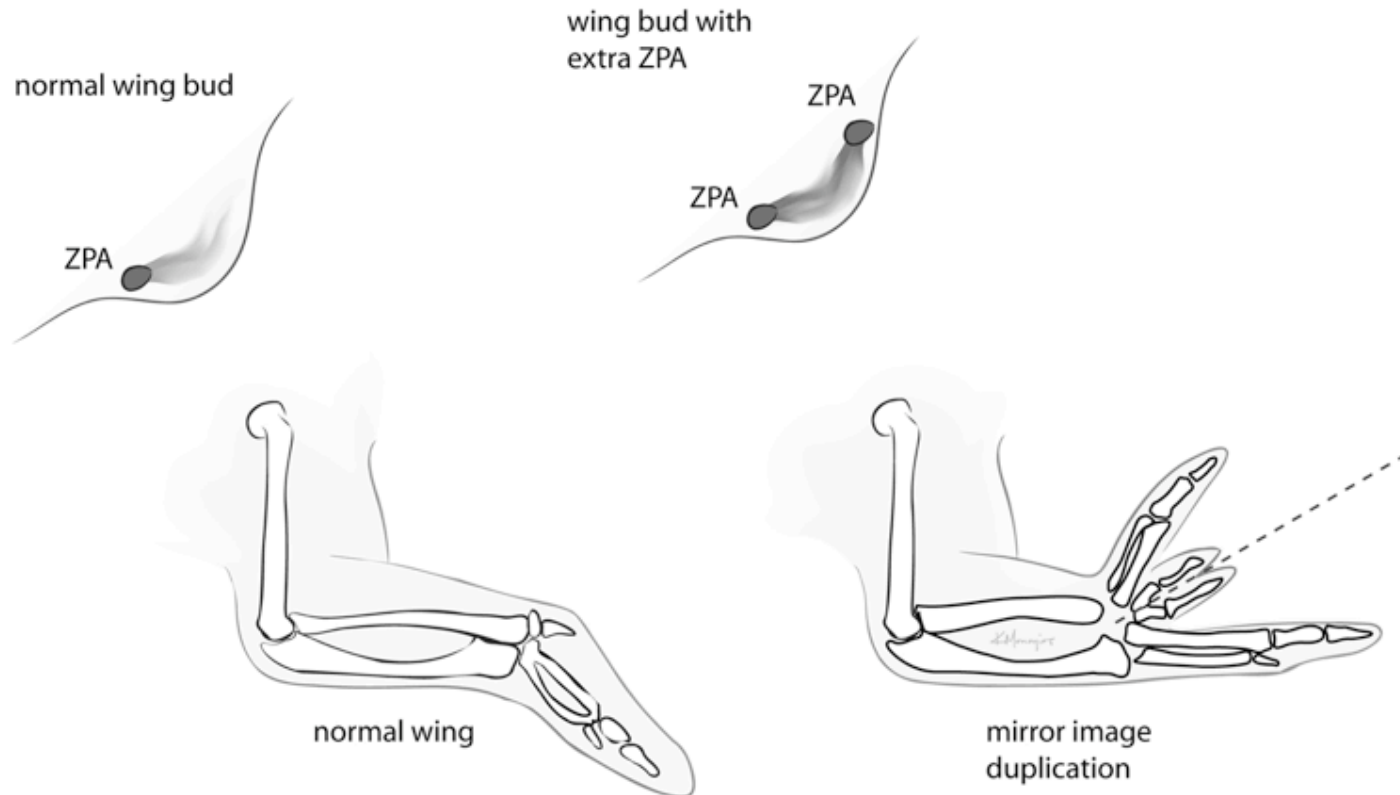 normal wing bud
ZPA
wing bud with
extra ZPA
ZPA
ZPA
normal wing
mirror image
duplication